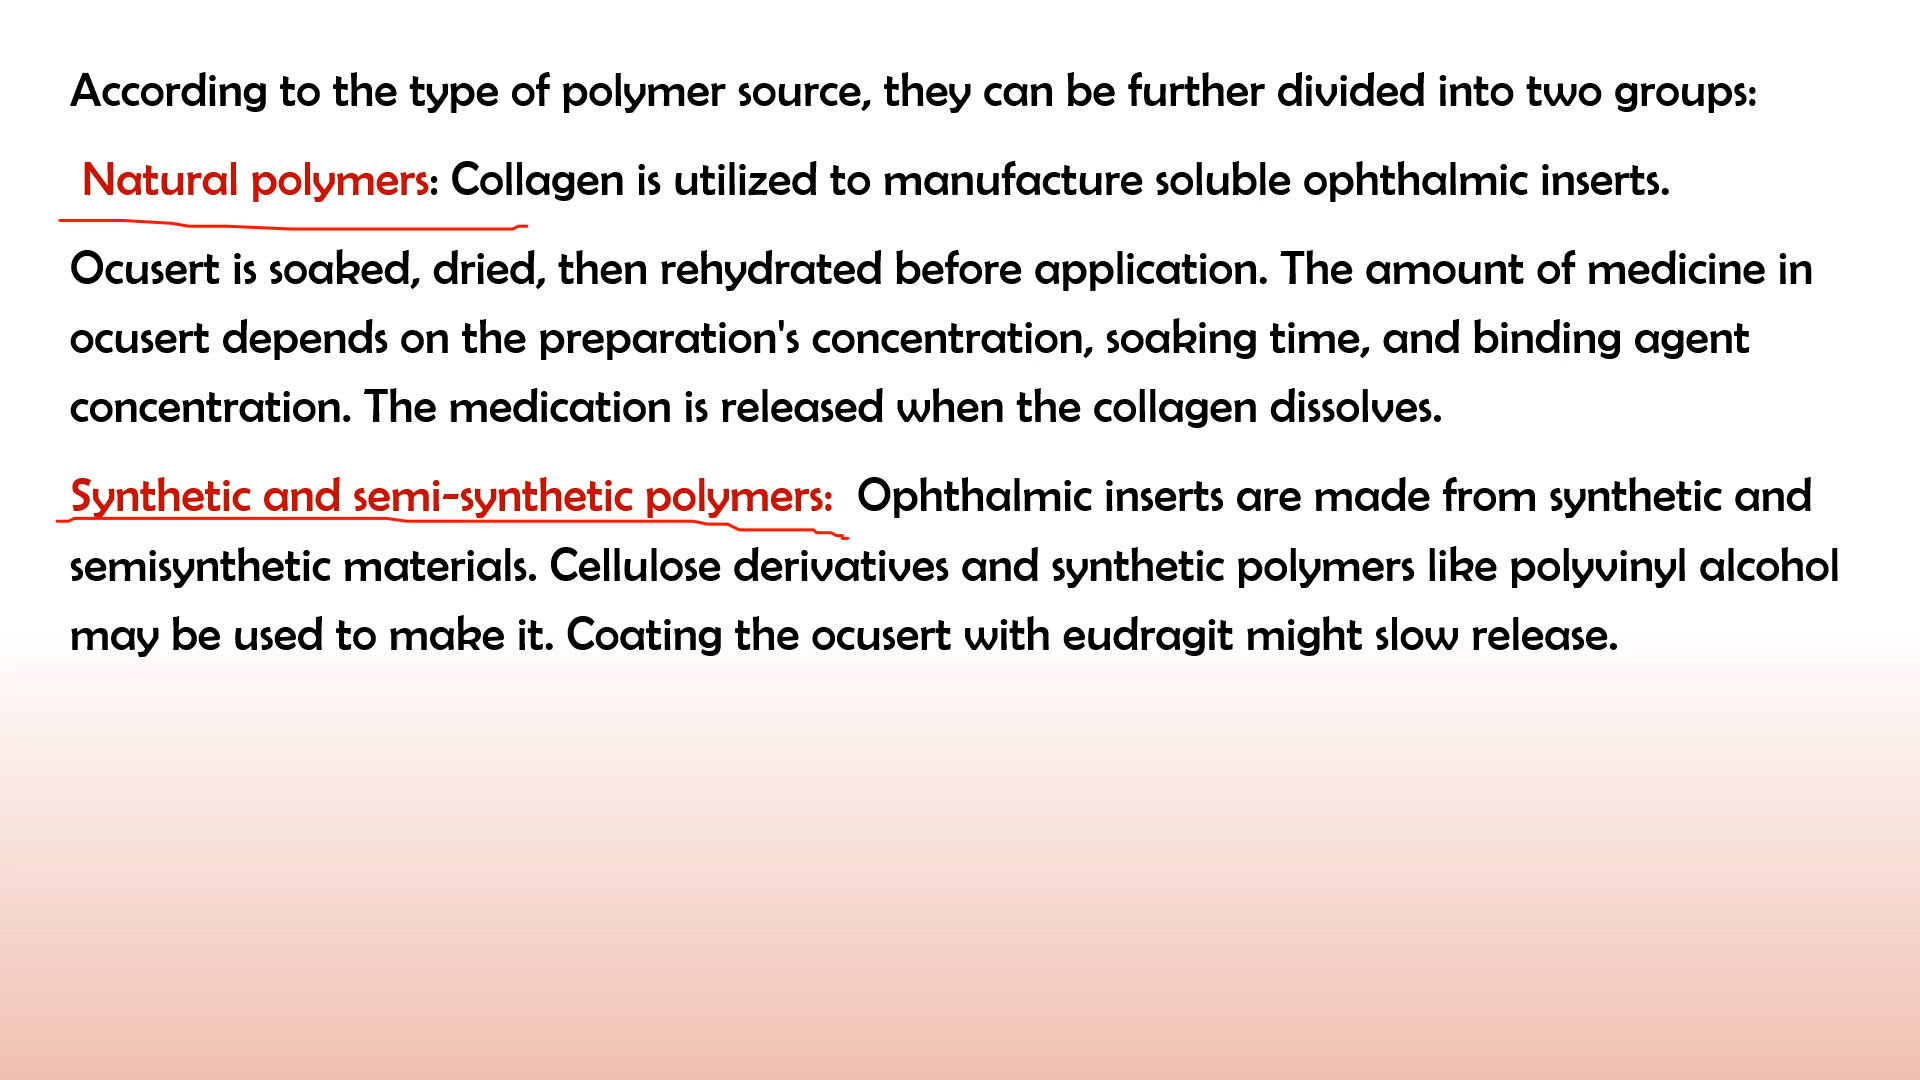 According to the type of polymer source, they can be further divided into two groups:
Natural polymers: Collagen is utilized to manufacture soluble ophthalmic inserts.
Ocusert is soaked, dried, then rehydrated before application. The amount of medicine in
ocusert depends on the preparation's concentration, soaking time, and binding agent
concentration. The medication is released when the collagen dissolves.
Synthetic and semi-synthetic polymers: Ophthalmic inserts are made from synthetic and
semisynthetic materials. Cellulose derivatives and synthetic polymers like polyvinyl alcohol
may be used to make it. Coating the ocusert with eudragit might slow release.